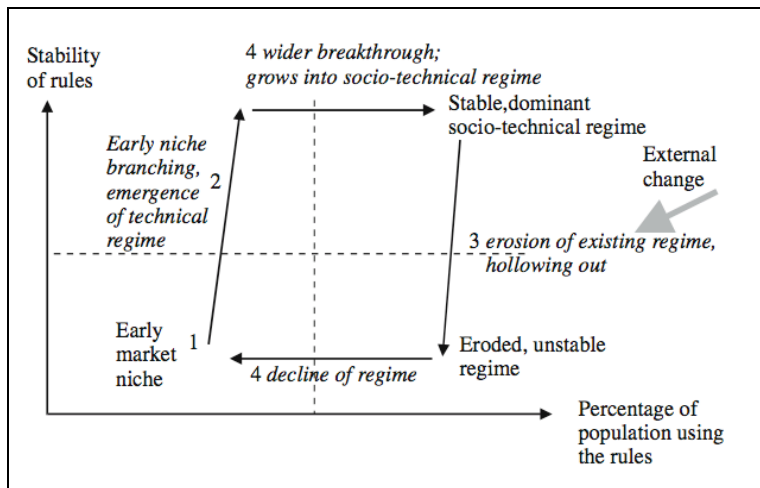 Stability
of rules
4 wider breakthrough;
grows into socio-technical regime
Stable,dominant
socio-technical regime
Early niche
branching,
emergence
of technical
regime
2
External
change
3 erosion of existing regime,
hollowing out
Early
market
niche
1
4 decline of regime
Eroded, unstable
regime
Percentage of
population using
the rules